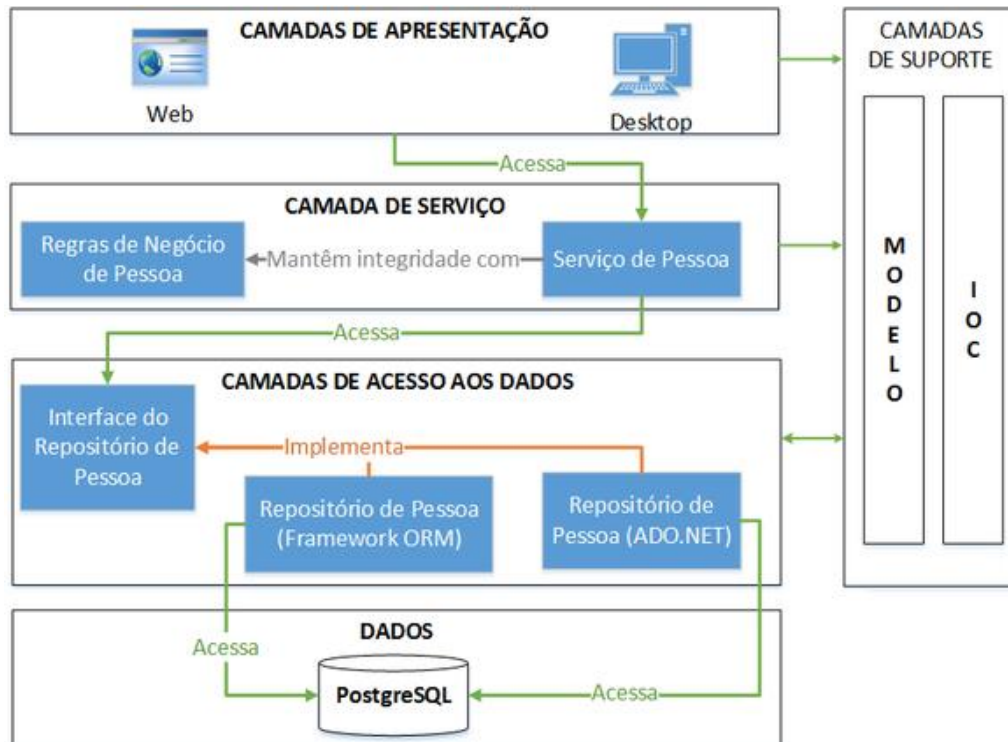 CAMADAS DE APRESENTAÇÃO
Web
Desktop
CAMADAS
DE SUPORTE
MODELO
IOC
Acessa
CAMADA DE SERVIÇO
Regras de Negócio
de Pessoa
Mantêm integridade com
Serviço de Pessoa
Acessa
CAMADAS DE ACESSO AOS DADOS
Interface do
Repositório de
Pessoa
Implementa
Repositório de Pessoa
(Framework ORM)
Repositório de
Pessoa (ADO.NET)
DADOS
Acessa
PostgreSQL
Acessa